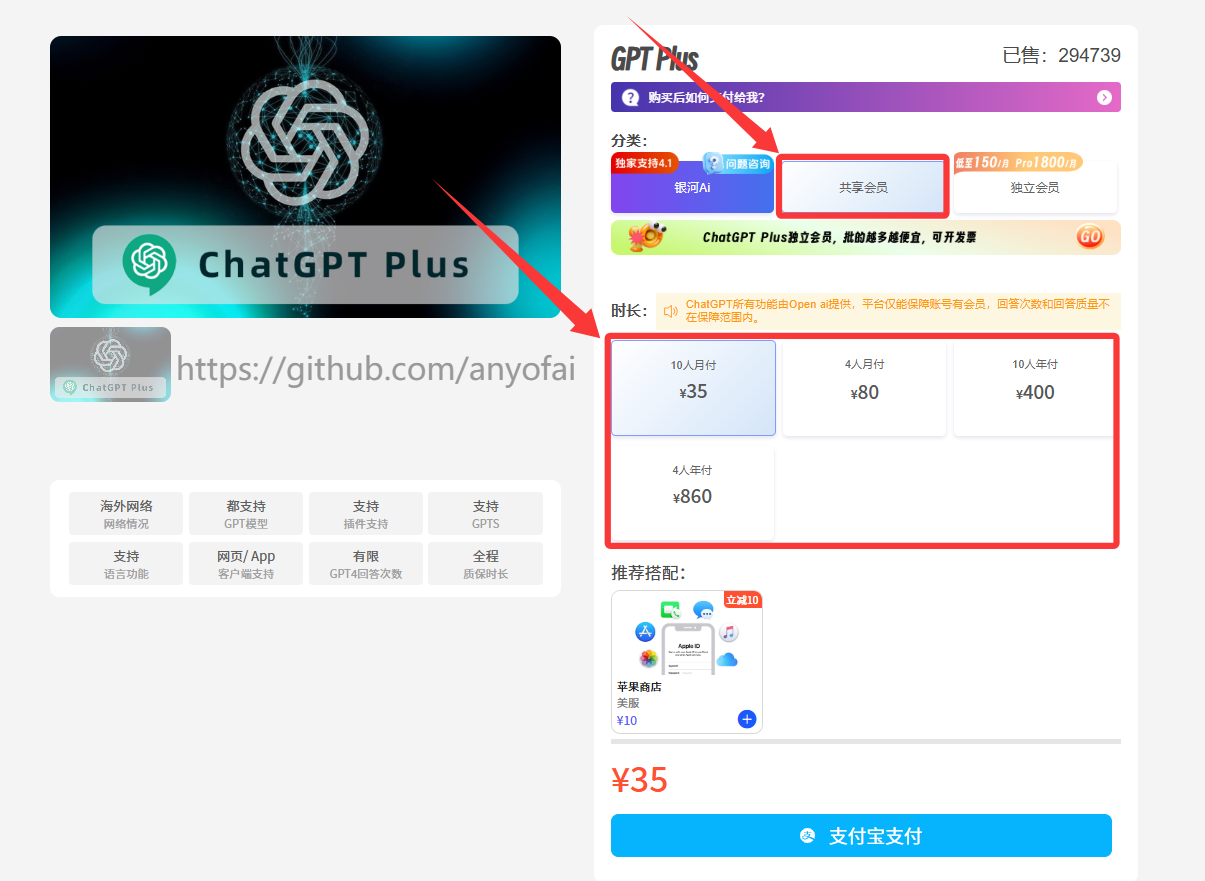 ChatGPT Plus
ChatGPT Plus
https://github.com/anyofai
海外网络
网络情况
都支持
GPT模型
支持
插件支持
支持
GPTS
支持
语言功能
网页/ App
客户端支持
有限
GPT4回答次数
全程
质保时长
GPT Plus
已售：294739
购买后如何交付给我?
分类：
独家支持4.1
问题咨询
银河Ai
共享会员
低至150/月 Pro1800/月
独立会员
ChatGPT Plus独立会员，批的越多越便宜，可开发票
GO
时长：
ChatGPT所有功能由Open ai提供，平台仅能保障账号有会员，回答次数和回答质量不
在保障范围内。
10人月付
¥35
4人月付
¥80
10人年付
¥400
4人年付
¥860
推荐搭配：
立减10
Apple ID
苹果商店
美服
¥10
¥35
支付宝支付